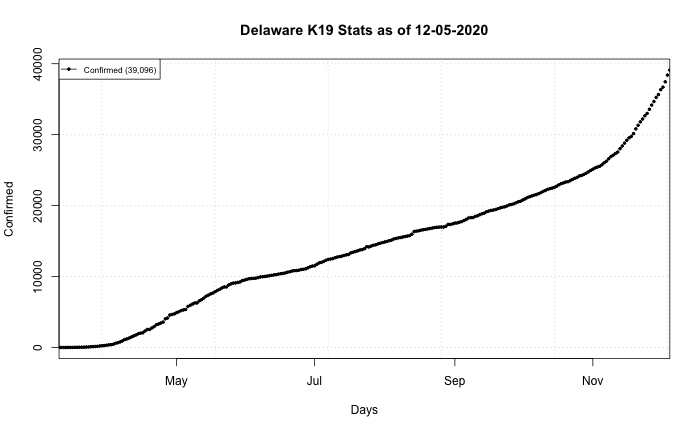 Delaware K19 Stats as of 12-05-2020
Confirmed (39,096)
40000
30000
20000
10000
0
Confirmed
May Jul Sep Nov
Days